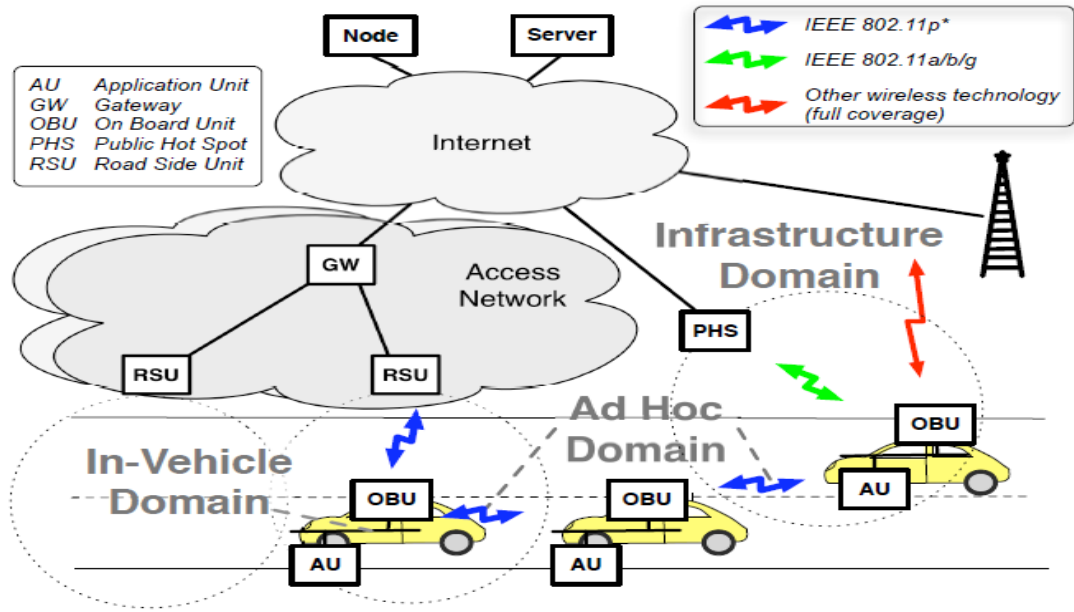 Node
Server
IEEE 802.11p*
IEEE 802.11a/b/g
Other wireless technology
(full coverage)
AU Application Unit
GW Gateway
OBU On Board Unit
PHS Public Hot Spot
RSU Road Side Unit
Internet
Infrastructure
Domain
GW
Access
Network
PHS
RSU
RSU
Ad Hoc
Domain
OBU
In-Vehicle
Domain
OBU
OBU
AU
AU
AU